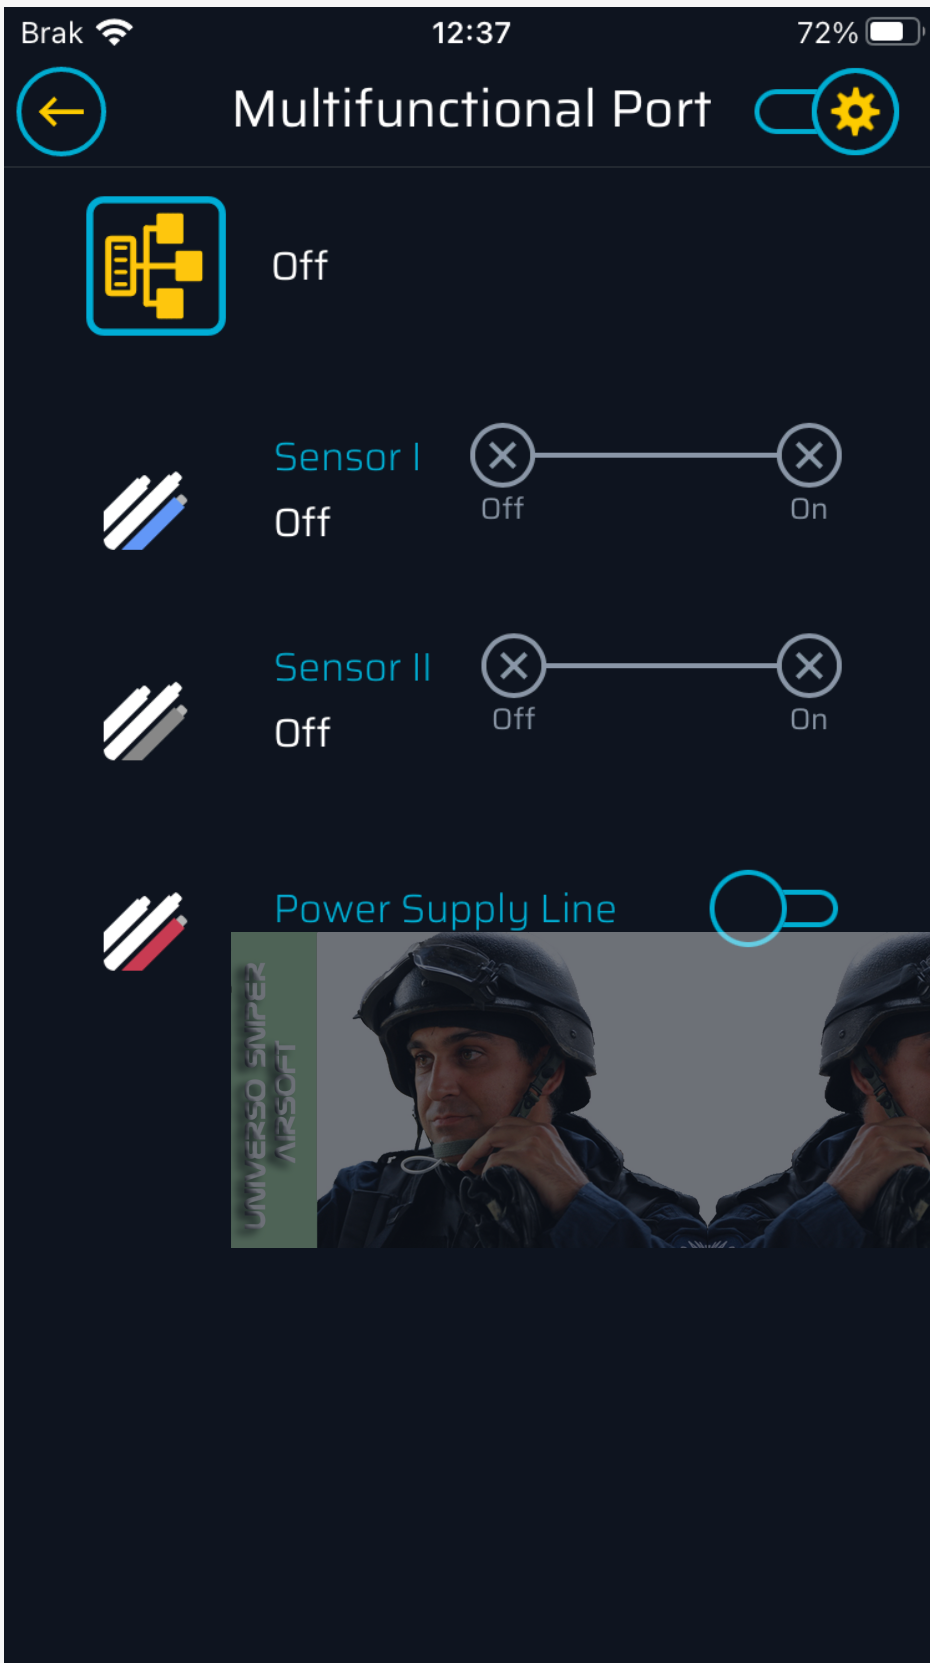 Brak 12:37 72%
Multifunctional Port
Off
Sensor I
Off On
Off
Sensor II
Off On
Off
Power Supply Line
UNIVERSO SNIPER
AIRSOFT